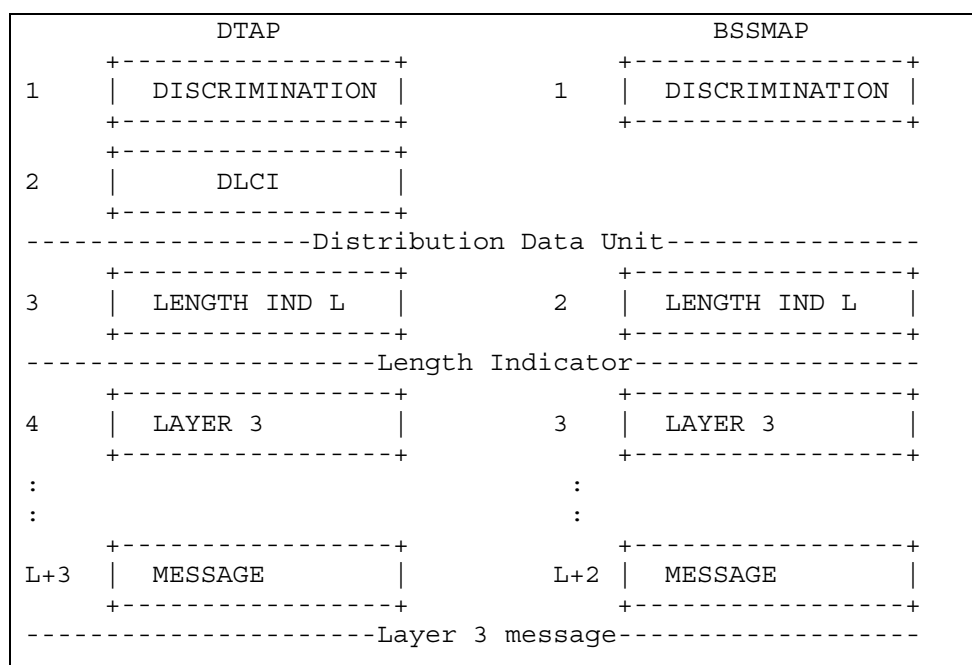 DTAP                            BSSMAP
      +-----------------+             +-----------------+
1     |  DISCRIMINATION |         1   |  DISCRIMINATION |
      +-----------------+             +-----------------+
      +-----------------+
2     |      DLCI       |
      +-----------------+
------------------Distribution Data Unit----------------
      +-----------------+             +-----------------+
3     |  LENGTH IND L   |         2   |  LENGTH IND L   |
      +-----------------+             +-----------------+
----------------------Length Indicator------------------
      +-----------------+             +-----------------+
4     |  LAYER 3        |         3   |  LAYER 3        |
      +-----------------+             +-----------------+
:                                  :
:                                  :
      +-----------------+             +-----------------+
L+3   |  MESSAGE        |         L+2 |  MESSAGE        |
      +-----------------+             +-----------------+
----------------------Layer 3 message-------------------